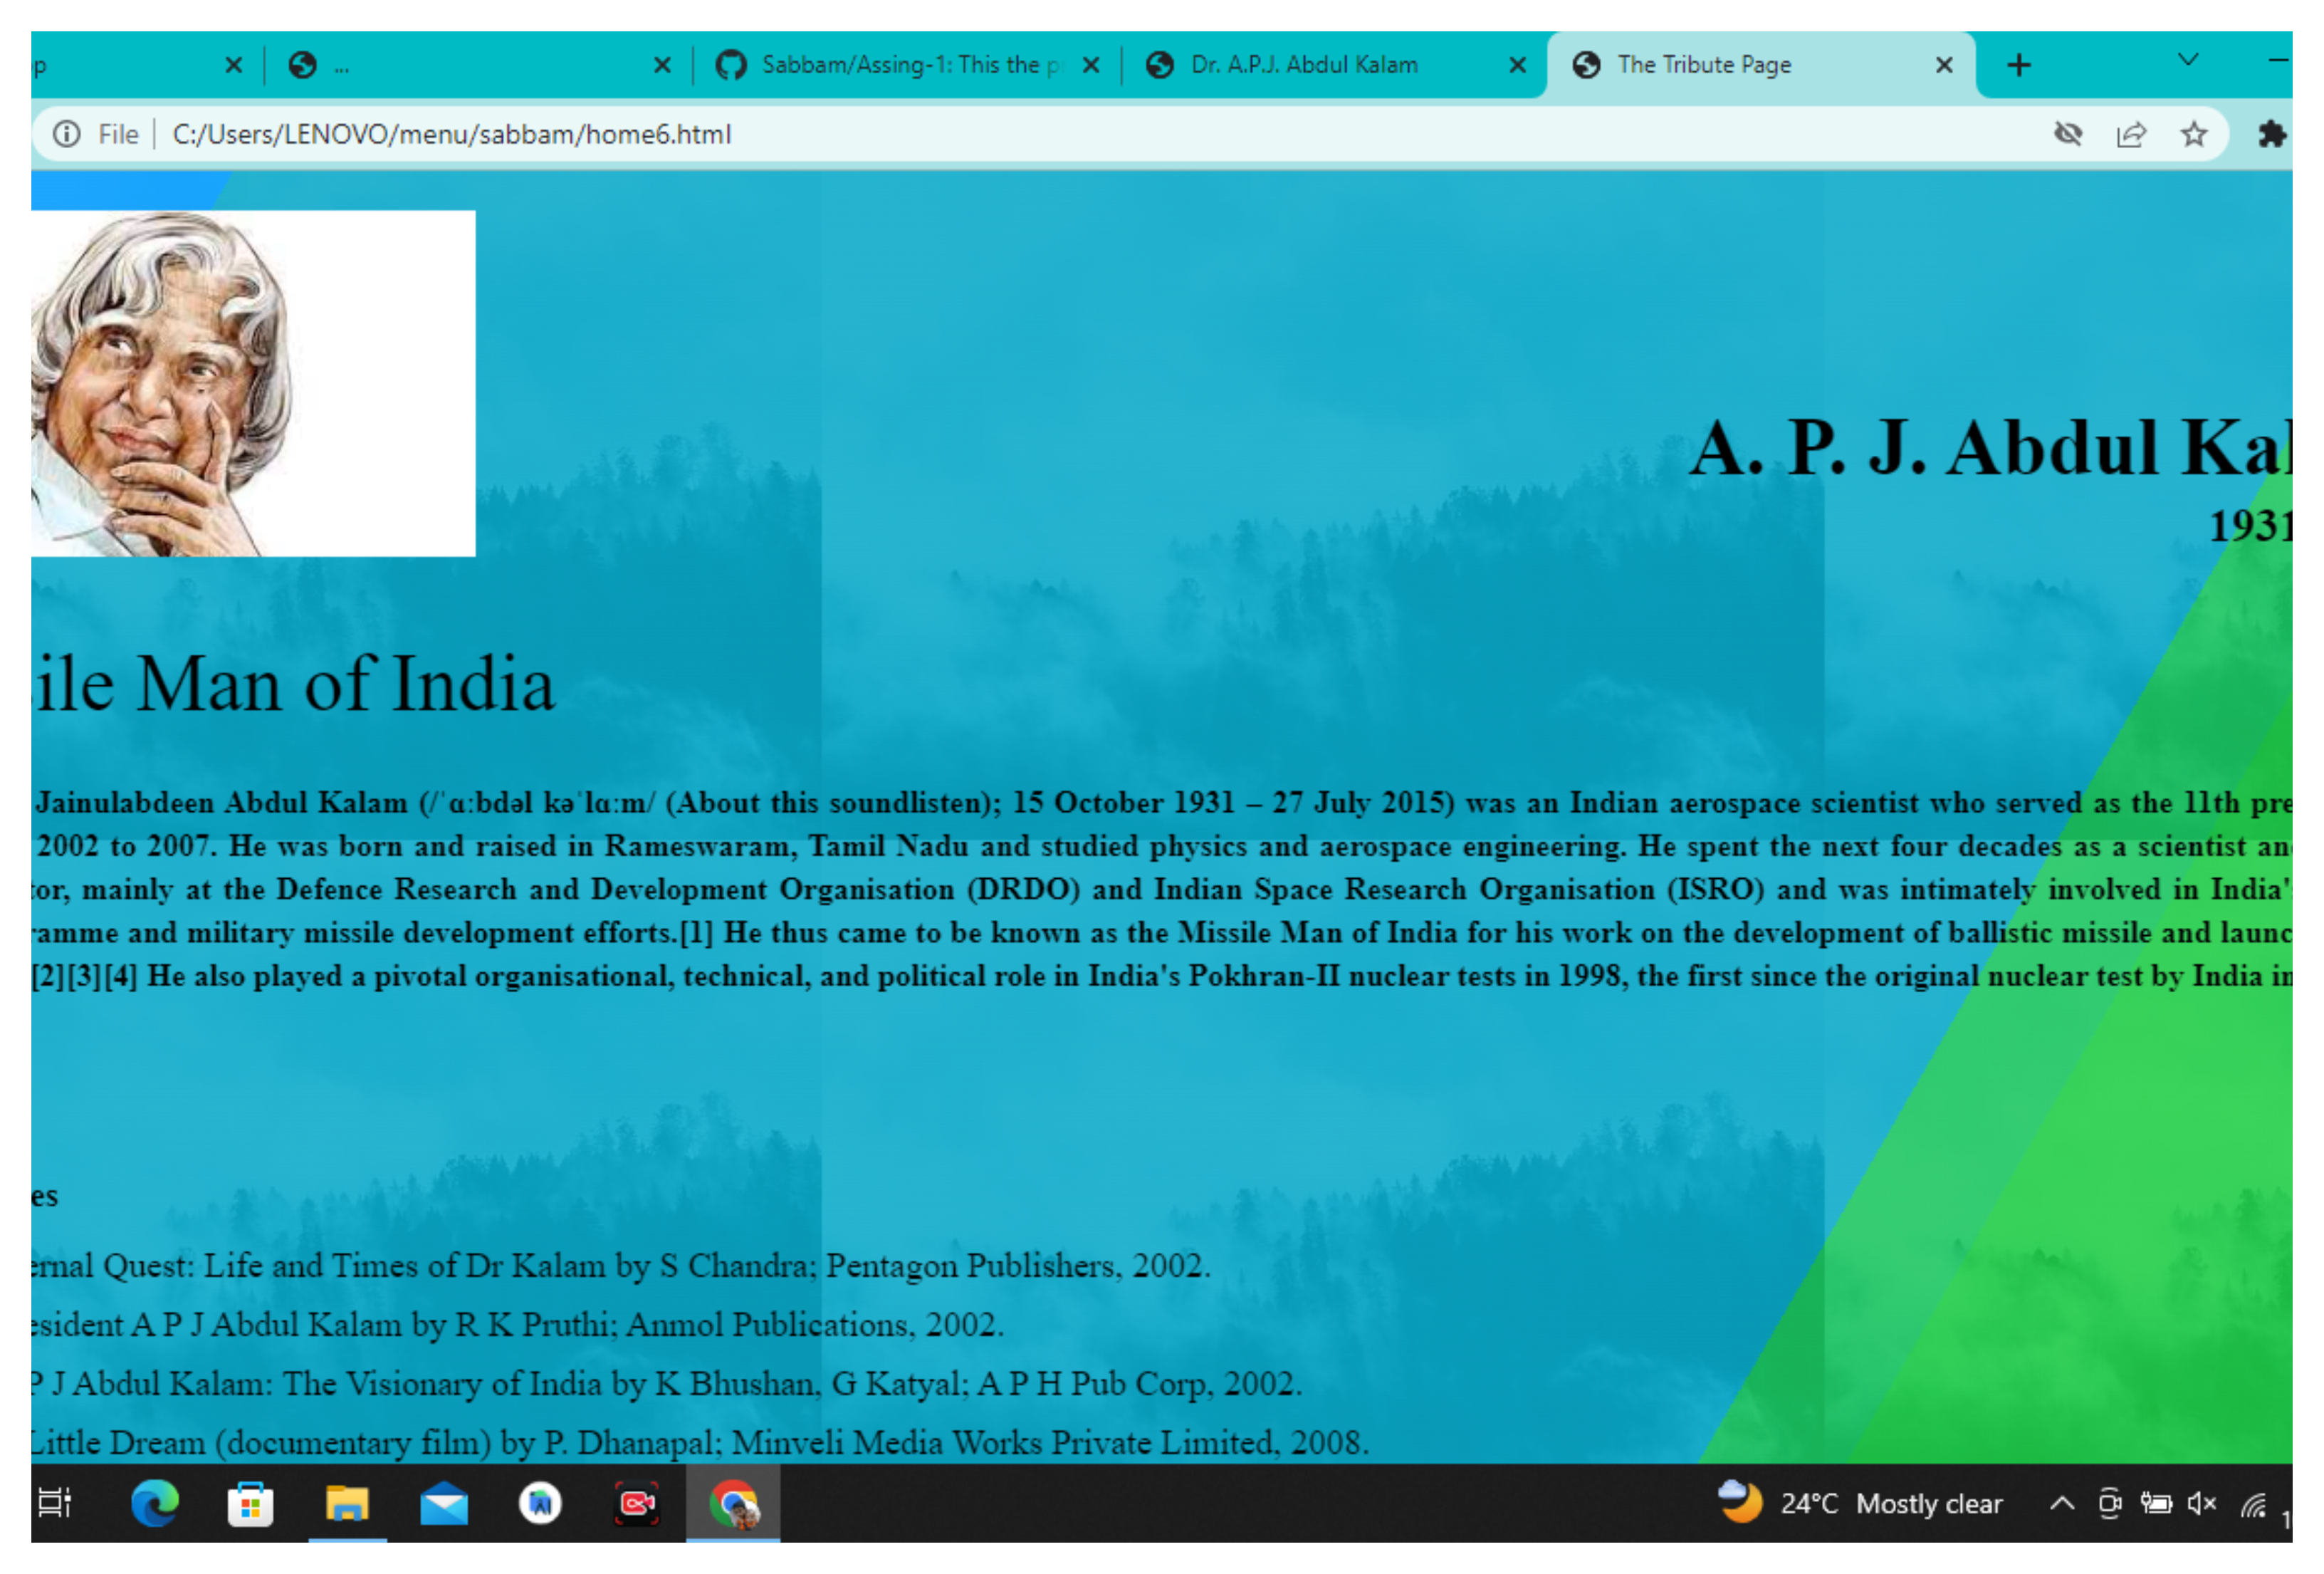 Sabbam/Assing-1: This the
Dr. A.P.J. Abdul Kalam
The Tribute Page
File
C:/Users/LENOVO/menu/sabbam/home6.html
A. P. J. Abdul Kal
1931
ile Man of India
Jainulabdeen Abdul Kalam (/ˈɑːbdəl kəˈlɑːm/ (About this soundlisten); 15 October 1931 – 27 July 2015) was an Indian aerospace scientist who served as the 11th pre
2002 to 2007. He was born and raised in Rameswaram, Tamil Nadu and studied physics and aerospace engineering. He spent the next four decades as a scientist an
tor, mainly at the Defence Research and Development Organisation (DRDO) and Indian Space Research Organisation (ISRO) and was intimately involved in India'
ramme and military missile development efforts.[1] He thus came to be known as the Missile Man of India for his work on the development of ballistic missile and launc
[2][3][4] He also played a pivotal organisational, technical, and political role in India's Pokhran-II nuclear tests in 1998, the first since the original nuclear test by India in
es
ernal Quest: Life and Times of Dr Kalam by S Chandra; Pentagon Publishers, 2002.
esident A P J Abdul Kalam by R K Pruthi; Anmol Publications, 2002.
P J Abdul Kalam: The Visionary of India by K Bhushan, G Katyal; A P H Pub Corp, 2002.
Little Dream (documentary film) by P. Dhanapal; Minveli Media Works Private Limited, 2008.
24°C Mostly clear